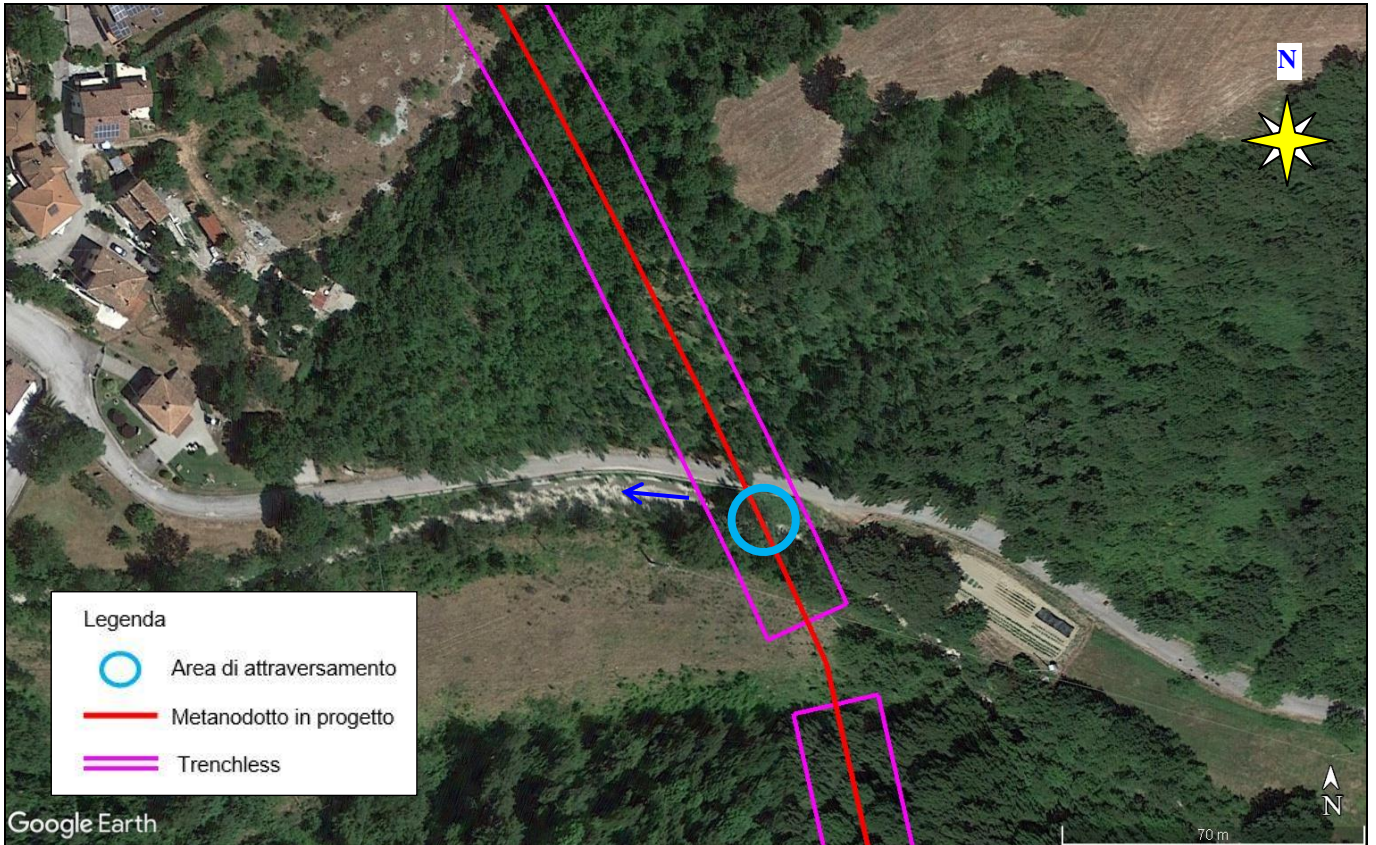 N
Legenda
Area di attraversamento
Metanodotto in progetto
Trenchless
Google Earth
N
70 m